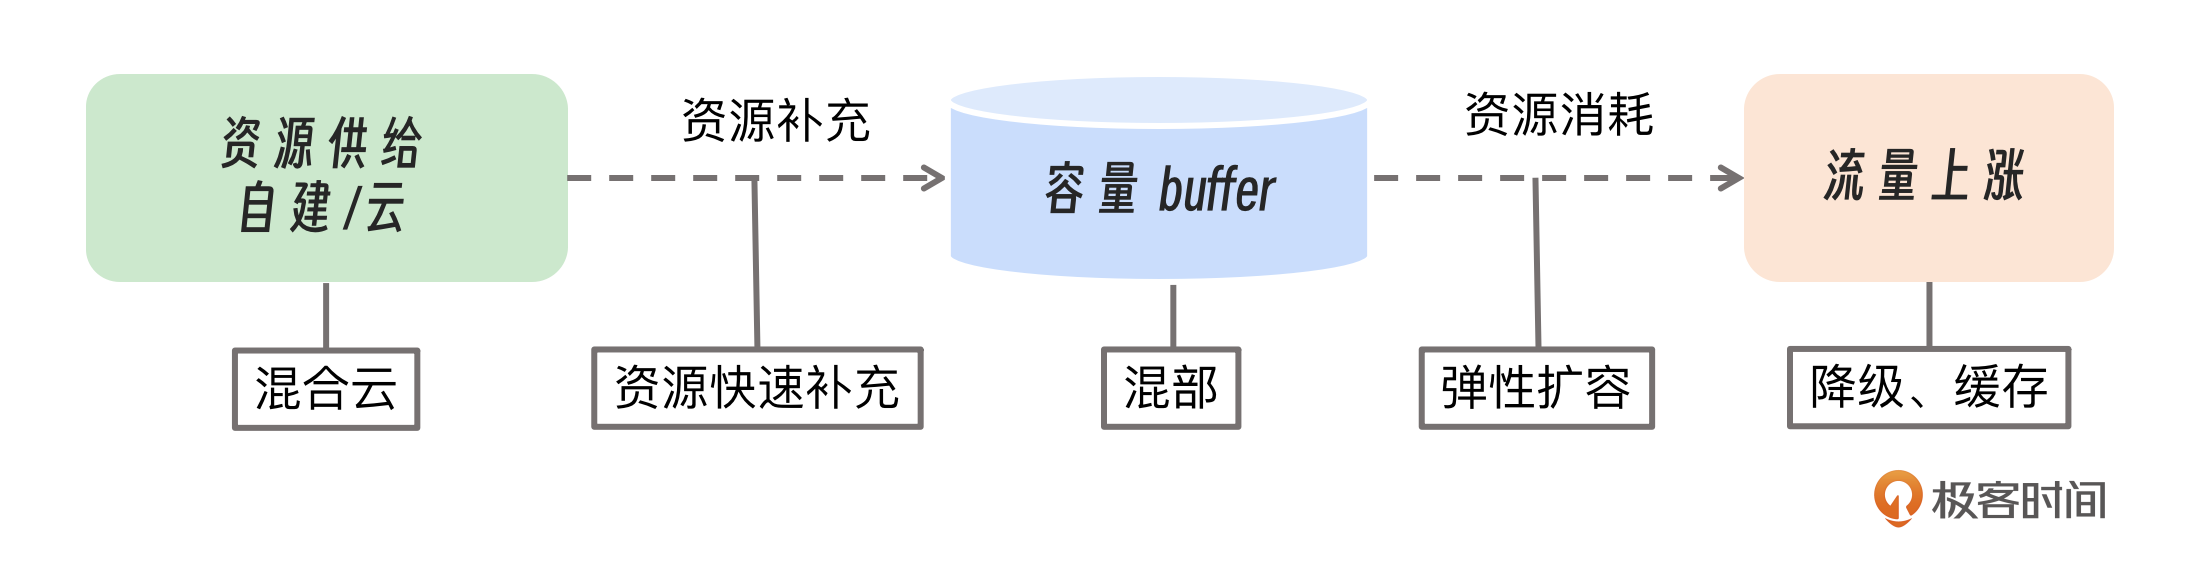 资源供给
自建/云
资源补充
容量 buffer
资源消耗
流量上涨
混合云
资源快速补充
混部
弹性扩容
降级、缓存
极客时间